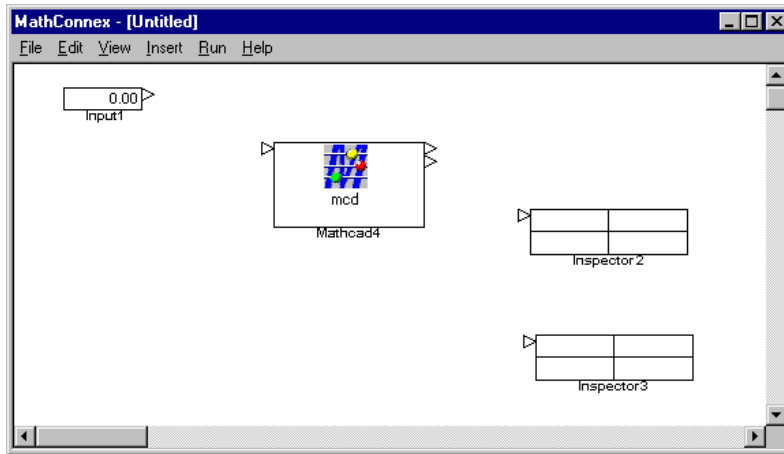 MathConnex - [Untitled]
File Edit View Insert Run Help
0.00
Input1
mcd
Mathcad4
Inspector2
Inspector3